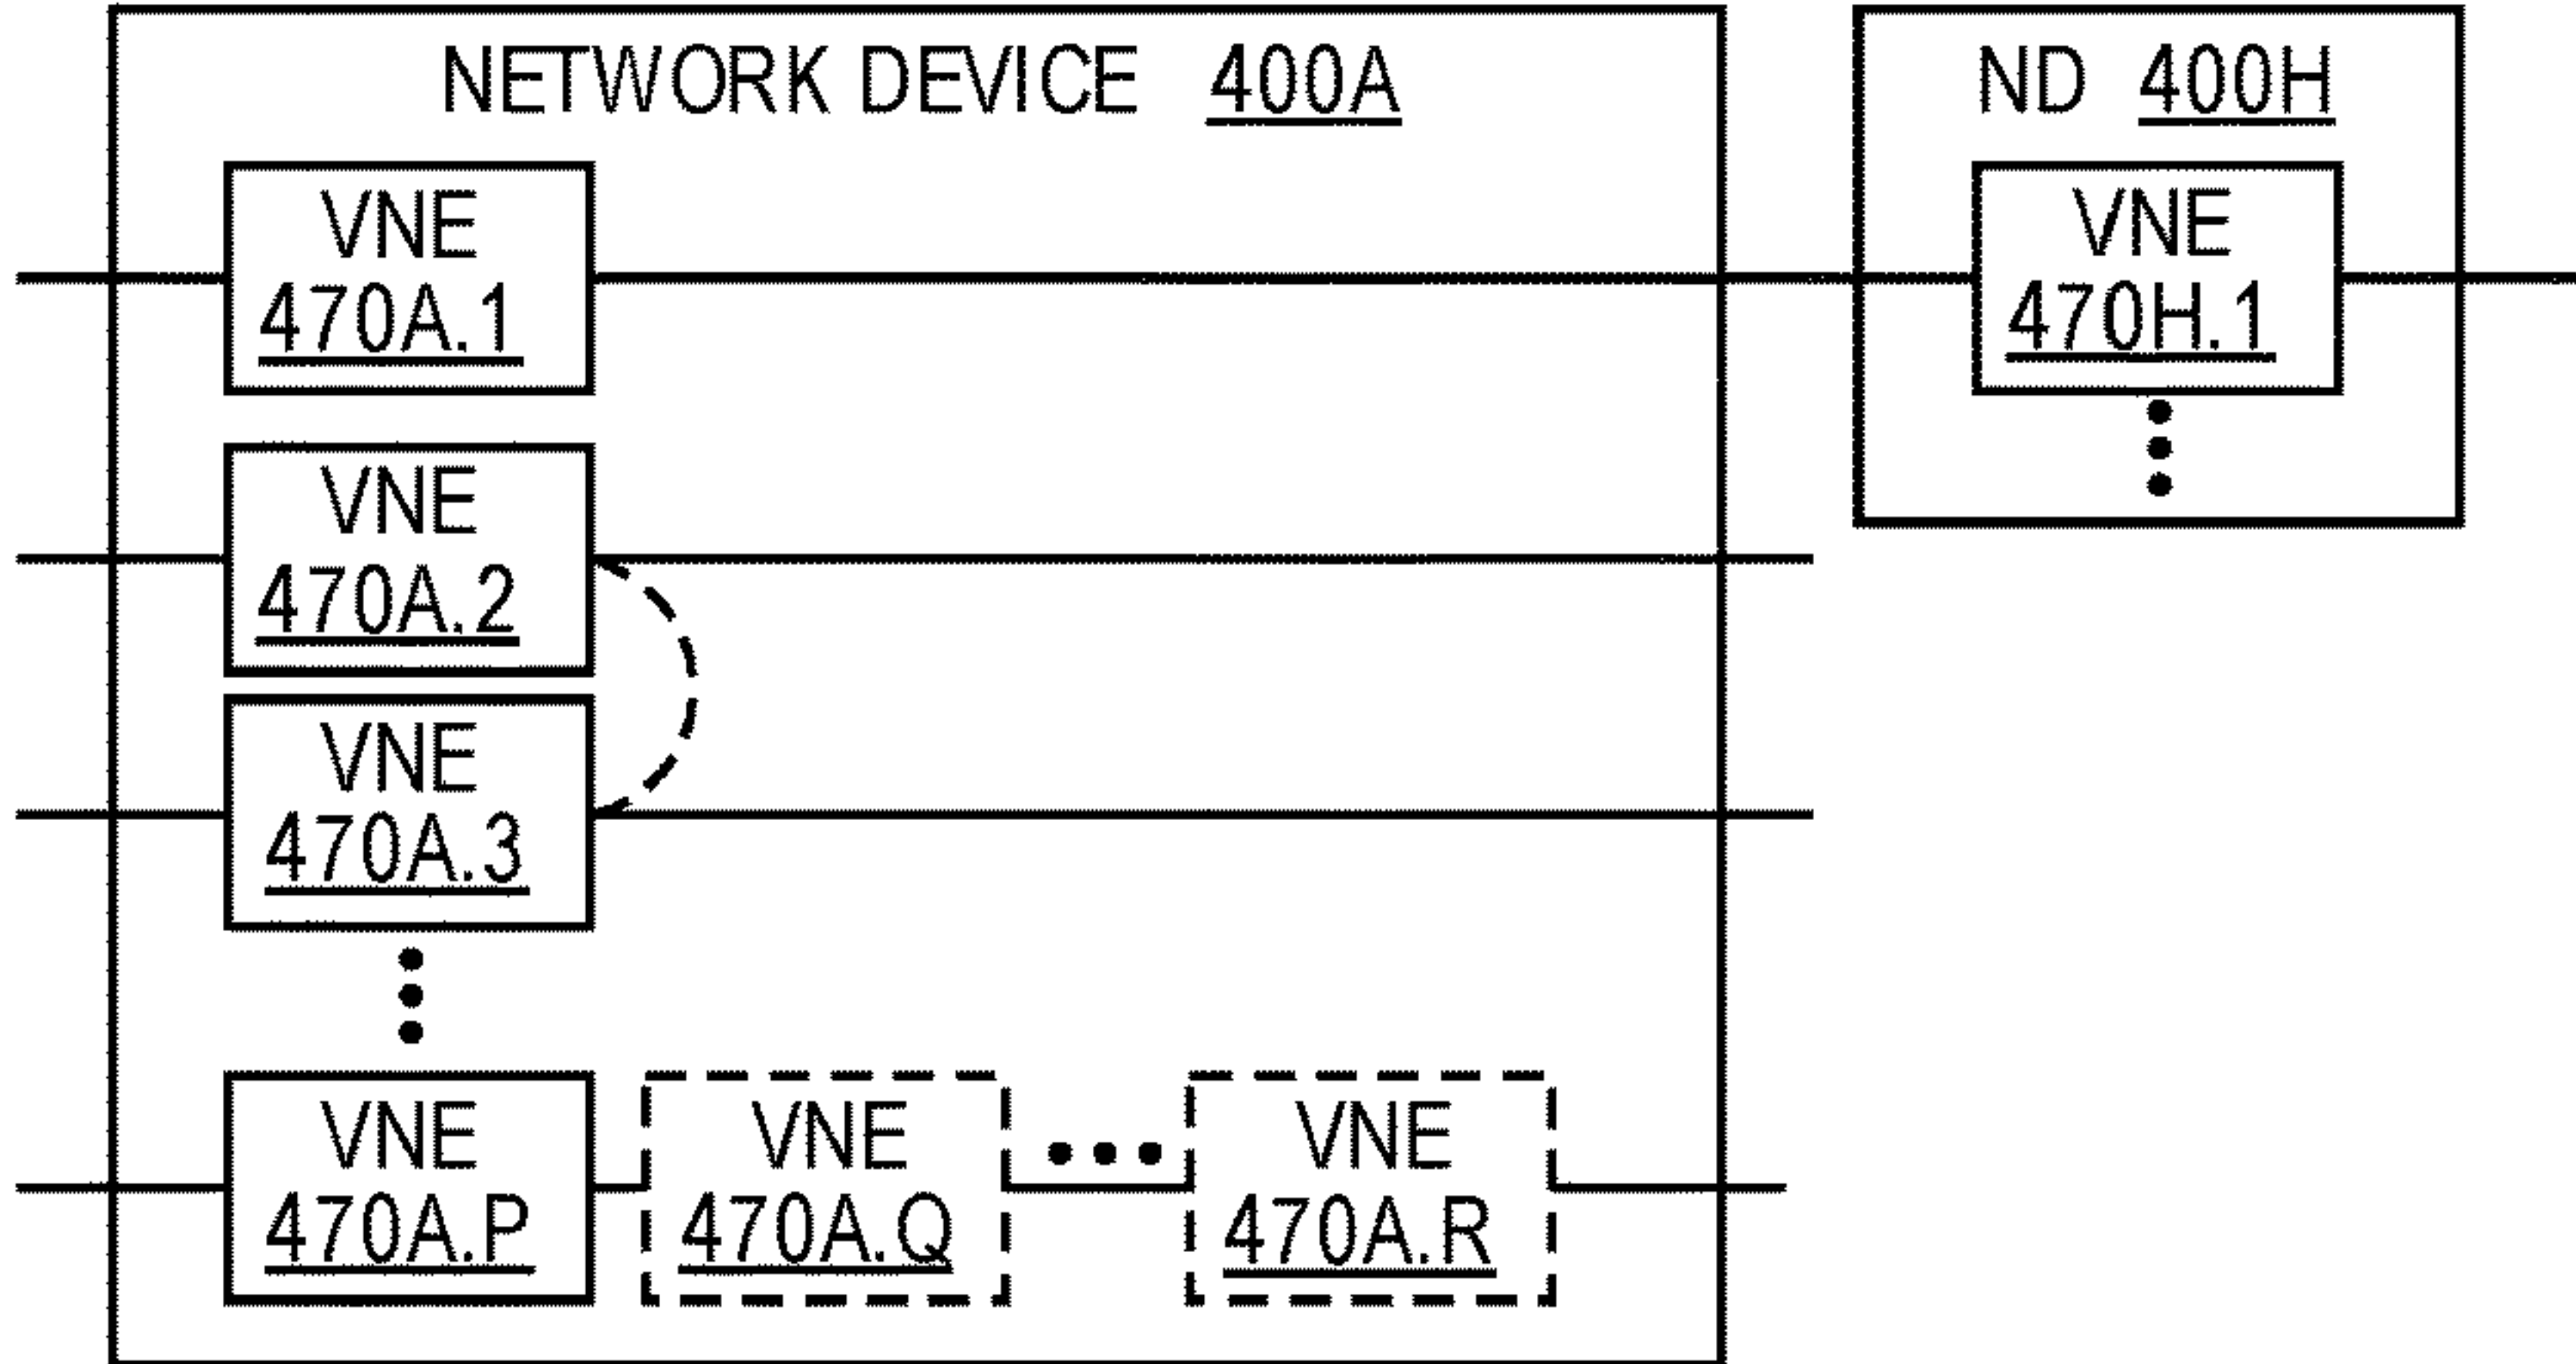 NETWORK DEVICE 400A
ND 400H
VNE
470A.1
VNE
470H.1
VNE
470A.2
VNE
470A.3
VNE
470A.P
VNE
470A.Q
VNE
470A.R